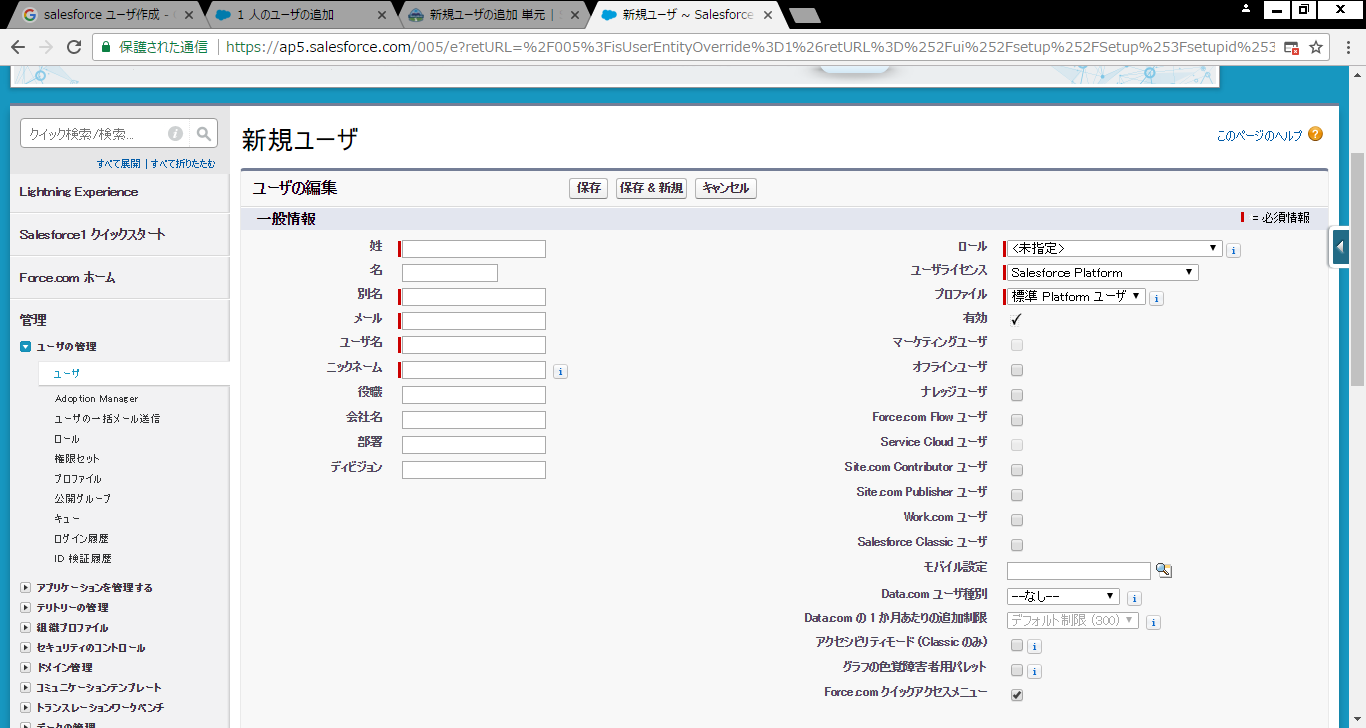 salesforce ユーザ作成 -
1 人のユーザの追加
新規ユーザの追加 単元 |
新規ユーザ ~ Salesforce
保護された通信
https://ap5.salesforce.com/005/e?retURL=%2F005%3FisUserEntityOverride%3D1%26retURL%3D%252Fui%252Fsetup%252FSetup%253Fsetupid%253
クイック検索/検索...
すべて展開 | すべて折りたたむ
Lightning Experience
Salesforce1 クイックスタート
Force.com ホーム
管理
ユーザの管理
ユーザ
Adoption Manager
ユーザの一括メール送信
ロール
権限セット
プロファイル
公開グループ
キュー
ログイン履歴
ID 検証履歴
アプリケーションを管理する
テリトリーの管理
組織プロファイル
セキュリティのコントロール
ドメイン管理
コミュニケーションテンプレート
トランスレーションワークベンチ
データの管理
新規ユーザ
このページのヘルプ
ユーザの編集
保存
保存 & 新規
キャンセル
一般情報
= 必須情報
姓
名
別名
メール
ユーザ名
ニックネーム
役職
会社名
部署
ディビジョン
ロール
<未指定>
ユーザライセンス
Salesforce Platform
プロファイル
標準 Platform ユーザ
有効
マーケティングユーザ
オフラインユーザ
ナレッジユーザ
Force.com Flow ユーザ
Service Cloud ユーザ
Site.com Contributor ユーザ
Site.com Publisher ユーザ
Work.com ユーザ
Salesforce Classic ユーザ
モバイル設定
Data.com ユーザ種別
--なし--
Data.com の 1 か月あたりの追加制限
デフォルト制限 (300)
アクセシビリティモード (Classic のみ)
グラフの色覚障害者用パレット
Force.com クイックアクセスメニュー